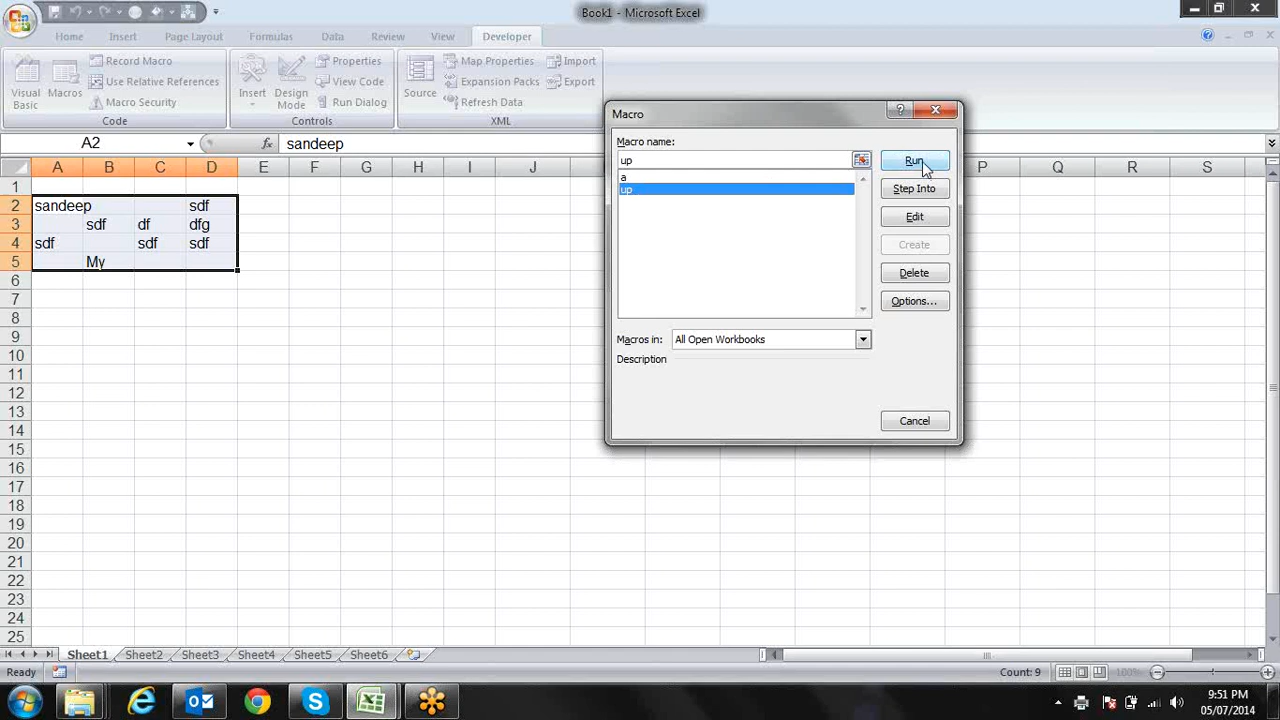 Book1 - Microsoft Excel
Home Insert Page Layout Formulas Data Review View Developer
Visual Basic
Macros
Record Macro
Use Relative References
Macro Security
Code
Insert
Design Mode
Properties
View Code
Run Dialog
Controls
Source
Map Properties
Expansion Packs
Refresh Data
Import
Export
XML
A2 fx sandeep
A B C D E F G H I J P Q R S
1
2 sandeep sdf
3 sdf df dfg
4 sdf sdf sdf
5 My
6
7
8
9
10
11
12
13
14
15
16
17
18
19
20
21
22
23
24
25
Macro
Macro name:
up
a
up
Run
Step Into
Edit
Create
Delete
Options...
Macros in: All Open Workbooks
Description
Cancel
Sheet1 Sheet2 Sheet3 Sheet4 Sheet5 Sheet6
Ready Count: 9 100%
9:51 PM
05/07/2014